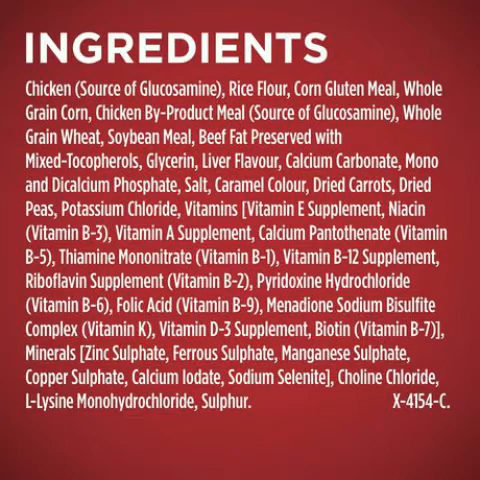 INGREDIENTS
Chicken (Source of Glucosamine), Rice Flour, Corn Gluten Meal, Whole
Grain Corn, Chicken By-Product Meal (Source of Glucosamine), Whole
Grain Wheat, Soybean Meal, Beef Fat Preserved with
Mixed-Tocopherols, Glycerin, Liver Flavour, Calcium Carbonate, Mono
and Dicalcium Phosphate, Salt, Caramel Colour, Dried Carrots, Dried
Peas, Potassium Chloride, Vitamins [Vitamin E Supplement, Niacin
(Vitamin B-3), Vitamin A Supplement, Calcium Pantothenate (Vitamin
B-5), Thiamine Mononitrate (Vitamin B-1), Vitamin B-12 Supplement,
Riboflavin Supplement (Vitamin B-2), Pyridoxine Hydrochloride
(Vitamin B-6), Folic Acid (Vitamin B-9), Menadione Sodium Bisulfite
Complex (Vitamin K), Vitamin D-3 Supplement, Biotin (Vitamin B-7)],
Minerals [Zinc Sulphate, Ferrous Sulphate, Manganese Sulphate,
Copper Sulphate, Calcium Iodate, Sodium Selenite], Choline Chloride,
L-Lysine Monohydrochloride, Sulphur. X-4154-C.